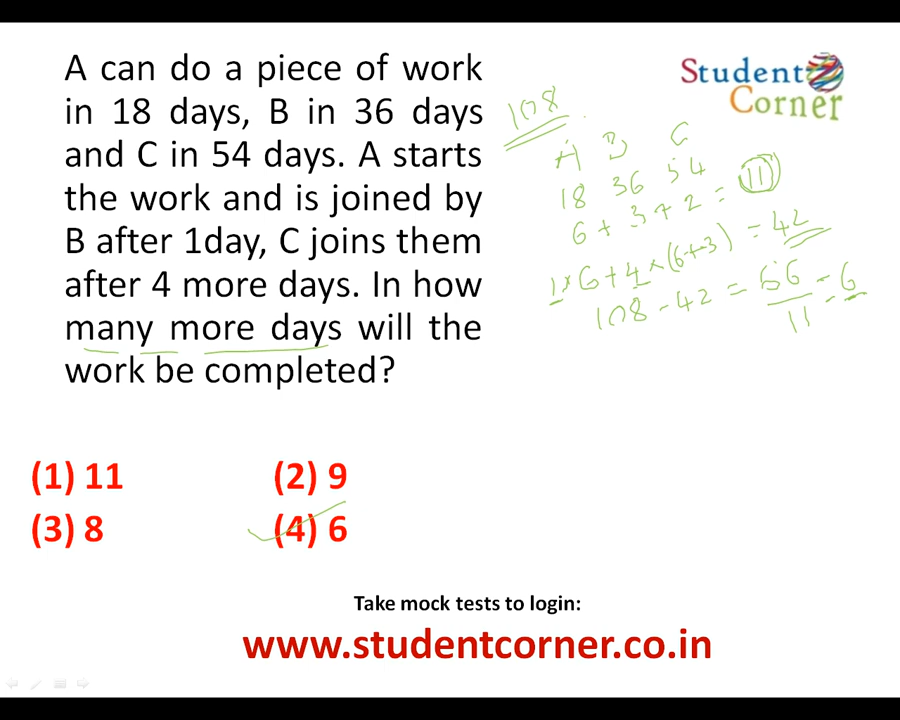 A can do a piece of work
in 18 days, B in 36 days
and C in 54 days. A starts
the work and is joined by
B after 1day, C joins them
after 4 more days. In how
many more days will the
work be completed?
Student
Corner
108
A B C
18 36 54
6 + 3 + 2 = 11
1 × 6 + 4 × (6+3) = 42
108 - 42 = 66
11
- 6
(1) 11
(2) 9
(3) 8
(4) 6
Take mock tests to login:
www.studentcorner.co.in